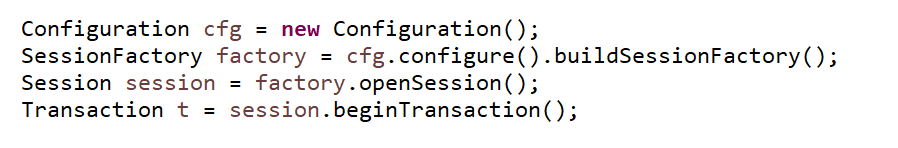 Configuration cfg = new Configuration();
SessionFactory factory = cfg.configure().buildSessionFactory();
Session session = factory.openSession();
Transaction t = session.beginTransaction();